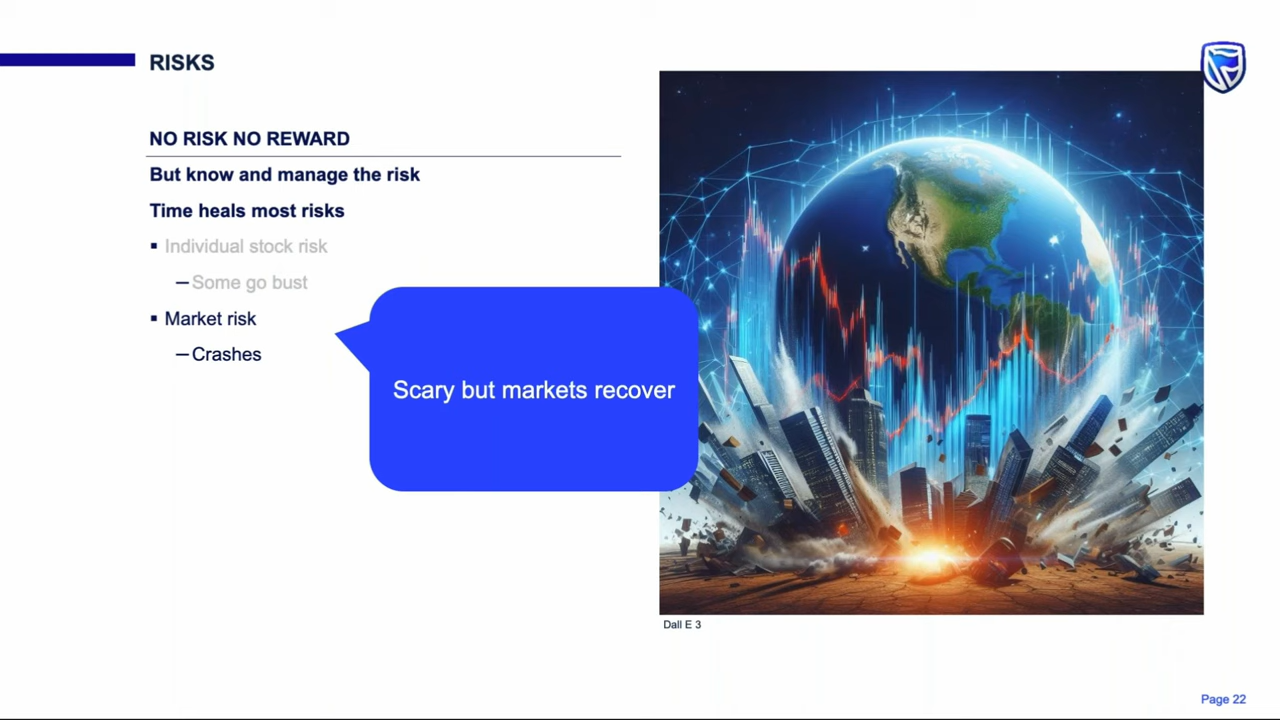 RISKS
NO RISK NO REWARD
But know and manage the risk
Time heals most risks
▪ Individual stock risk
–Some go bust
▪ Market risk
–Crashes
Scary but markets recover
Dall E 3
Page 22